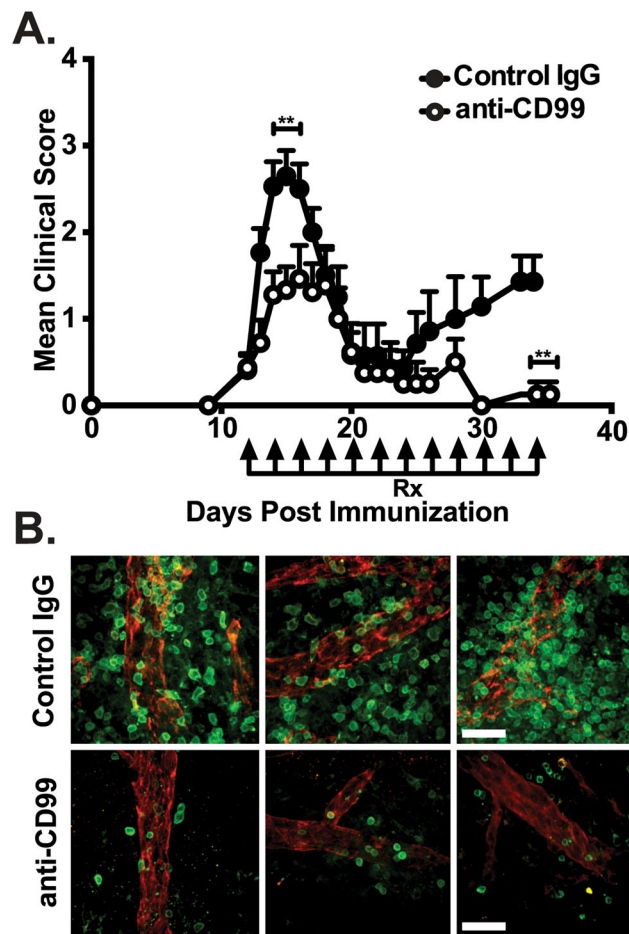 A.
Mean Clinical Score
4
3
2
1
0
**
Control IgG
anti-CD99
**
0 10 20 30 40
Rx
Days Post Immunization
B.
Control IgG
anti-CD99